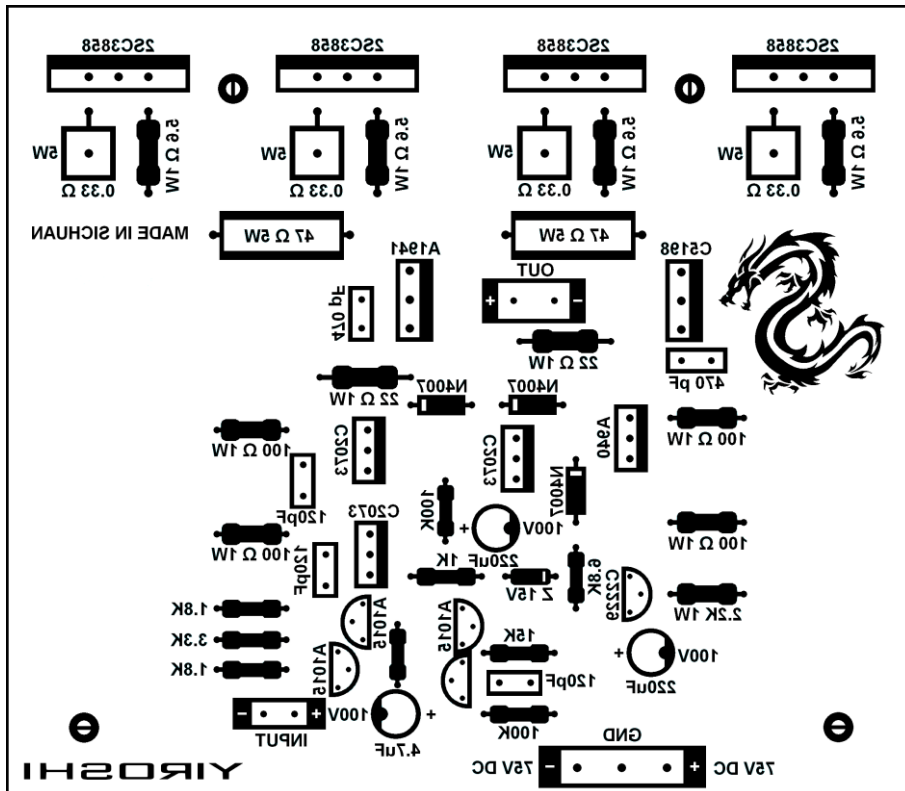 2SC3858
2SC3858
2SC3858
2SC3858
5W
0.33 Ω
5.6 Ω 1W
5W
0.33 Ω
5.6 Ω 1W
5W
0.33 Ω
5.6 Ω 1W
5W
0.33 Ω
5.6 Ω 1W
MADE IN SICHUAN
47 Ω 5W
47 Ω 5W
A1941
OUT
+ −
C5198
470 pF
22 Ω 1W
470 pF
22 Ω 1W
N4007
N4007
100 Ω 1W
C2073
C2073
A940
100 Ω 1W
120pF
100K
N4007
+
100V
220uF
100 Ω 1W
120pF
C2073
1K
Z 15V
6.8K
C2229
100 Ω 1W
2.2K 1W
1.8K
3.3K
1.8K
A1015
A1015
A1015
15K
120pF
100K
+
100V
220uF
− +
INPUT
100V
+
4.7uF
GND
75V DC
− +
75V DC
YIROSHI